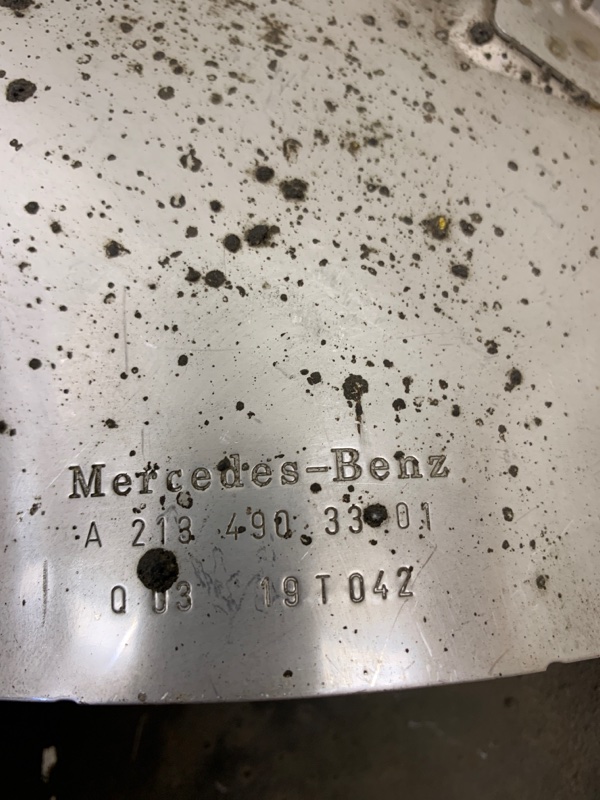 Mercedes-Benz
A 213 490 33 01
Q 03 19T042